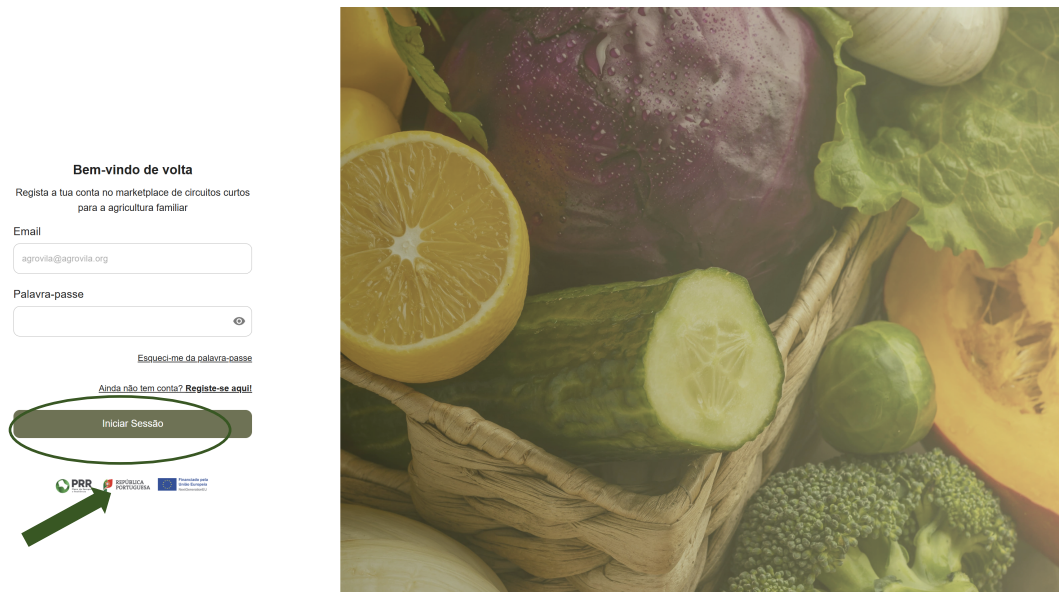 Bem-vindo de volta
Regista a tua conta no marketplace de circuitos curtos
para a agricultura familiar
Email
agrovila@agrovila.org
Palavra-passe
Esqueci-me da palavra-passe
Ainda não tem conta? Registe-se aqui!
Iniciar Sessão
PRR
REPÚBLICA
PORTUGUESA
Financiado pela
União Europeia